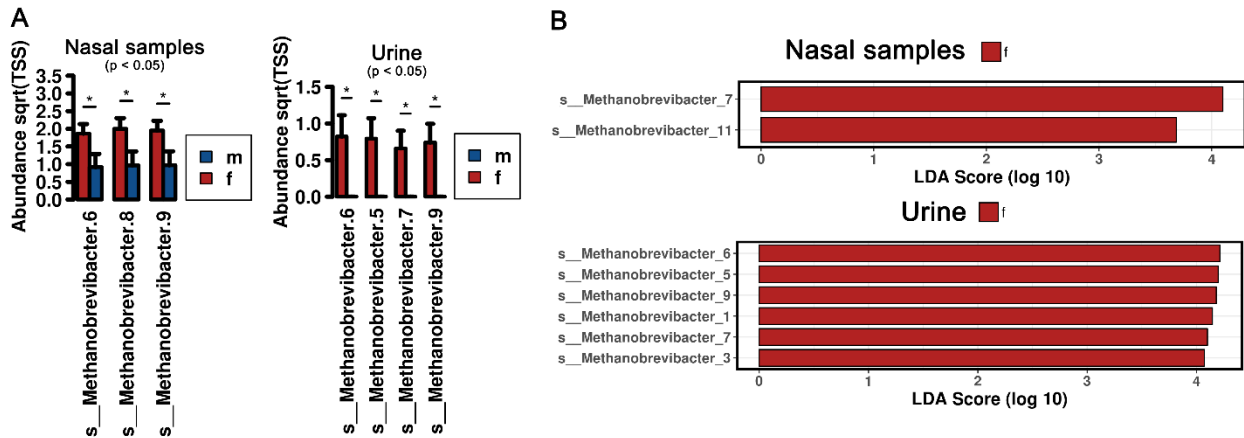 A
Nasal samples
(p < 0.05)
Abundance sqrt(TSS)
3.5
3.0
2.5
2.0
1.5
1.0
0.5
0.0
* * *
s__Methanobrevibacter.6
s__Methanobrevibacter.8
s__Methanobrevibacter.9
m
f
Urine
(p < 0.05)
Abundance sqrt(TSS)
1.5
1.0
0.5
0.0
* * * *
s__Methanobrevibacter.6
s__Methanobrevibacter.5
s__Methanobrevibacter.7
s__Methanobrevibacter.9
m
f
B
Nasal samples f
s__Methanobrevibacter_7
s__Methanobrevibacter_11
0 1 2 3 4
LDA Score (log 10)
Urine f
s__Methanobrevibacter_6
s__Methanobrevibacter_5
s__Methanobrevibacter_9
s__Methanobrevibacter_1
s__Methanobrevibacter_7
s__Methanobrevibacter_3
0 1 2 3 4
LDA Score (log 10)